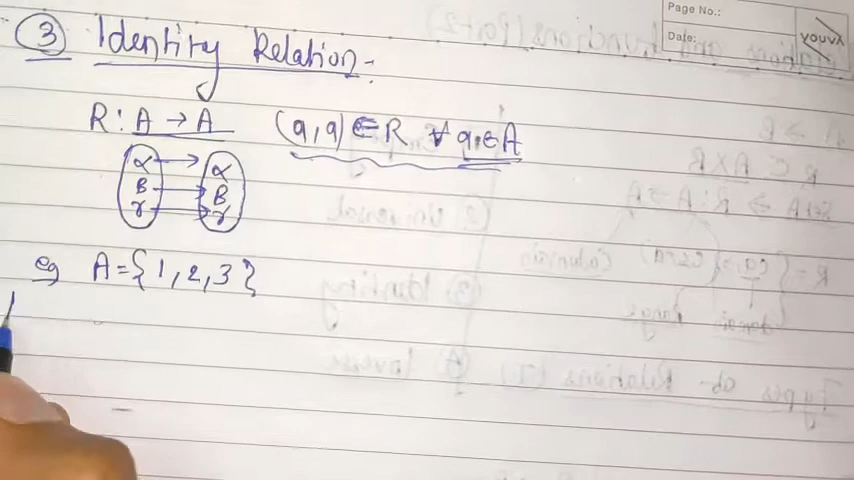 ③ Identity Relation:-
R : A → A (a, a) ∈ R ∀ a ∈ A
α → α
β → β
γ → γ
eg A = {1, 2, 3}
Page No.:
Date:
YOUVA